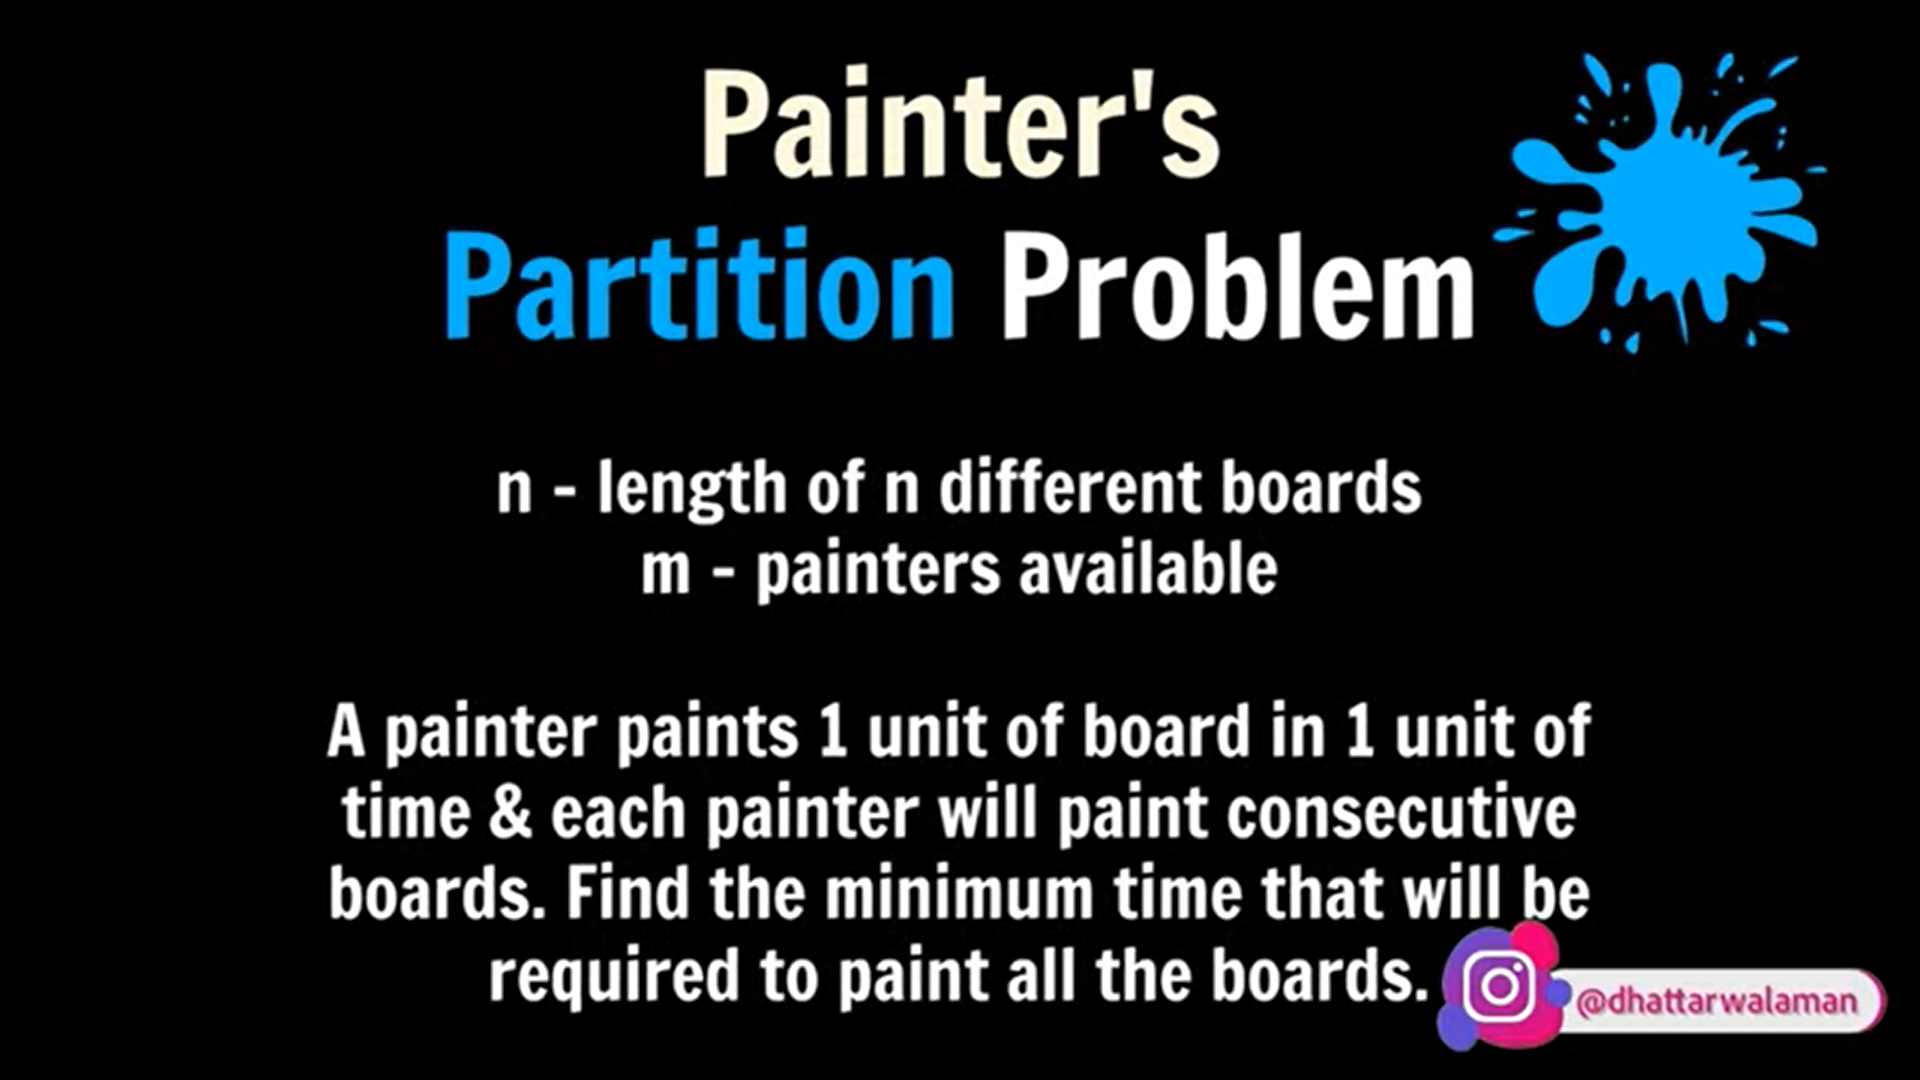 Painter's
Partition Problem
n - length of n different boards
m - painters available
A painter paints 1 unit of board in 1 unit of
time & each painter will paint consecutive
boards. Find the minimum time that will be
required to paint all the boards.
@dhattarwalaman